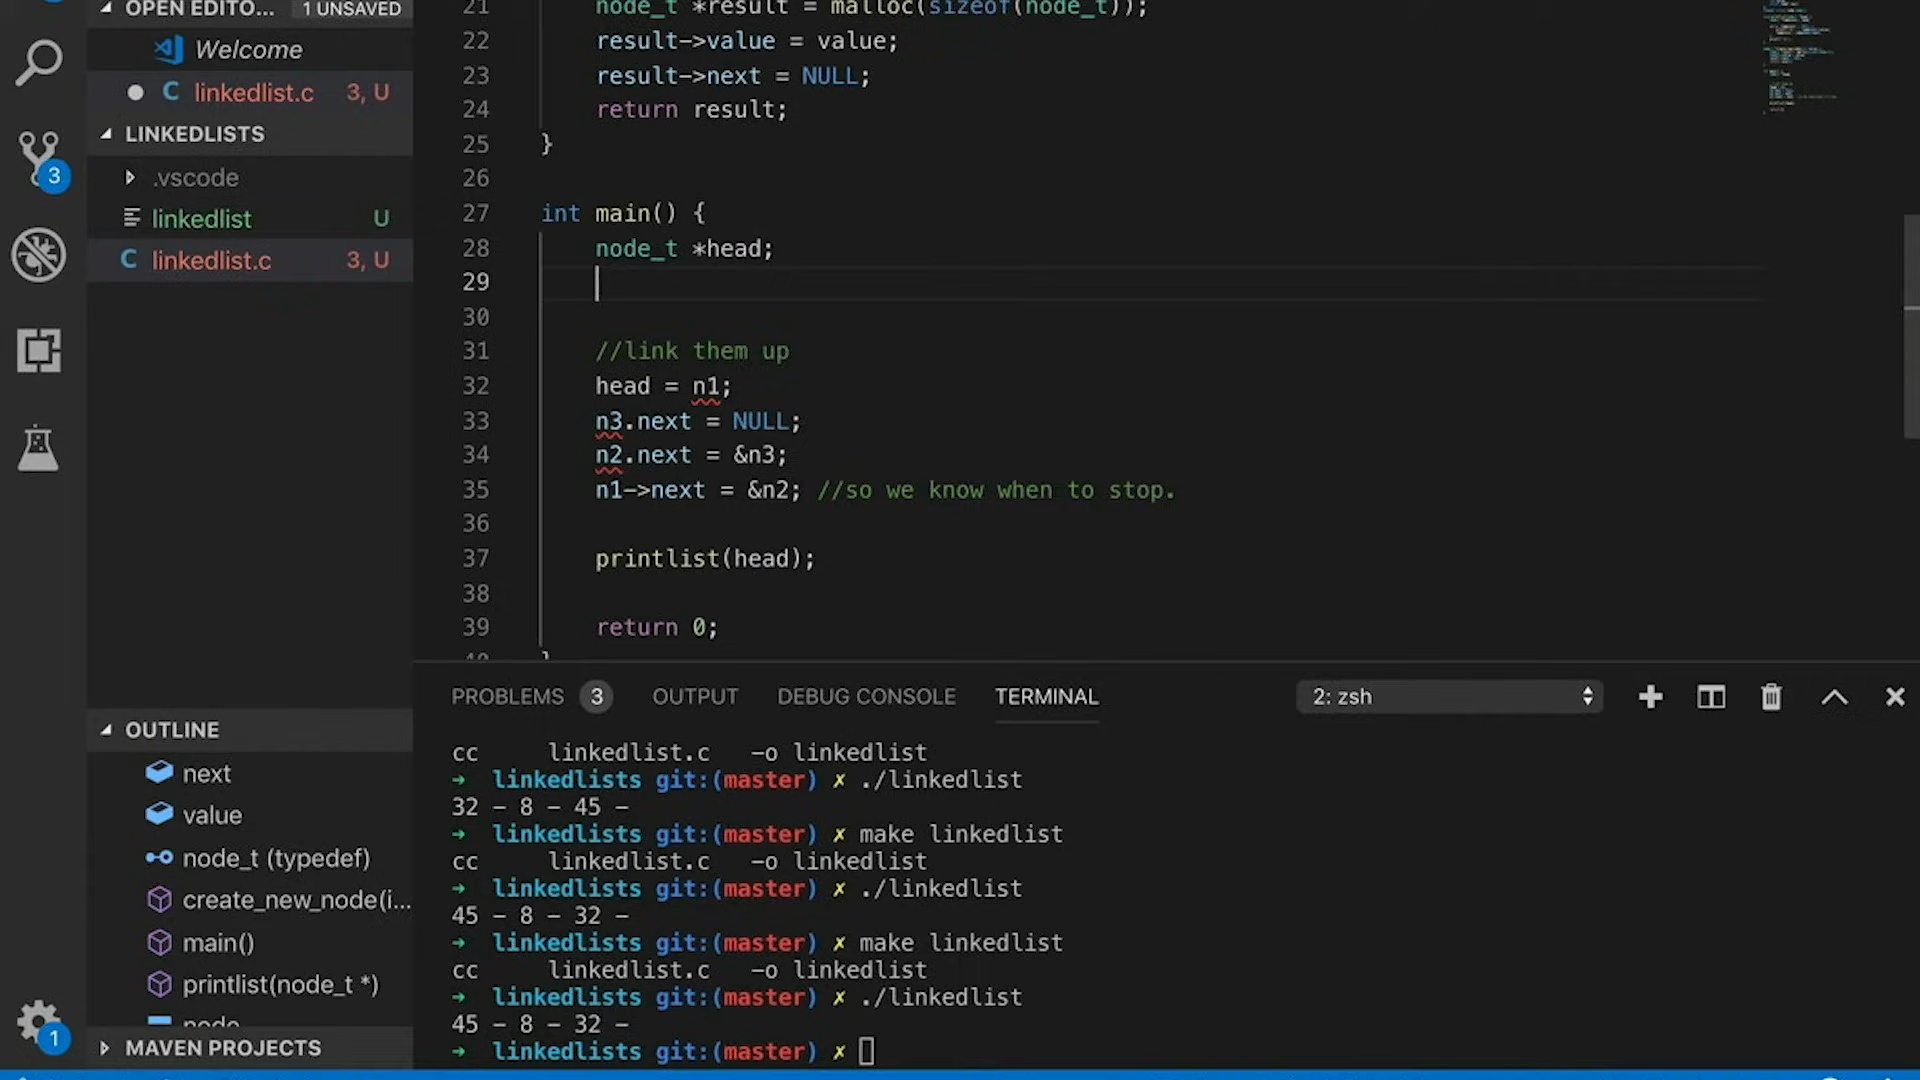 OPEN EDITO... 1 UNSAVED
Welcome
linkedlist.c 3, U
LINKEDLISTS
.vscode
linkedlist U
linkedlist.c 3, U
3
OUTLINE
next
value
node_t (typedef)
create_new_node(i...
main()
printlist(node_t *)
node
MAVEN PROJECTS
1
21 node_t *result = malloc(sizeof(node_t));
22 result->value = value;
23 result->next = NULL;
24 return result;
25 }
26
27 int main() {
28 node_t *head;
29
30
31 //link them up
32 head = n1;
33 n3.next = NULL;
34 n2.next = &n3;
35 n1->next = &n2; //so we know when to stop.
36
37 printlist(head);
38
39 return 0;
40 }
PROBLEMS 3 OUTPUT DEBUG CONSOLE TERMINAL 2: zsh
cc linkedlist.c -o linkedlist
→ linkedlists git:(master) ✗ ./linkedlist
32 - 8 - 45 -
→ linkedlists git:(master) ✗ make linkedlist
cc linkedlist.c -o linkedlist
→ linkedlists git:(master) ✗ ./linkedlist
45 - 8 - 32 -
→ linkedlists git:(master) ✗ make linkedlist
cc linkedlist.c -o linkedlist
→ linkedlists git:(master) ✗ ./linkedlist
45 - 8 - 32 -
→ linkedlists git:(master) ✗